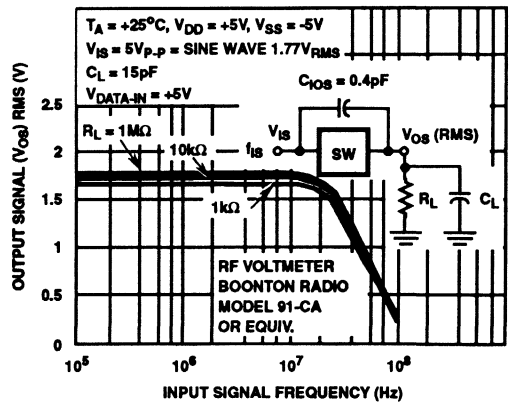 T_A = +25°C, V_DD = +5V, V_SS = -5V
V_IS = 5V_P-P = SINE WAVE 1.77V_RMS
C_L = 15pF
V_DATA-IN = +5V
C_IOS = 0.4pF
R_L = 1MΩ
10kΩ
1kΩ
V_IS
f_IS
SW
V_OS (RMS)
R_L
C_L
RF VOLTMETER
BOONTON RADIO
MODEL 91-CA
OR EQUIV.
OUTPUT SIGNAL (V_OS) RMS (V)
2.5
2
1.5
1
0.5
0
10^5
10^6
10^7
10^8
INPUT SIGNAL FREQUENCY (Hz)